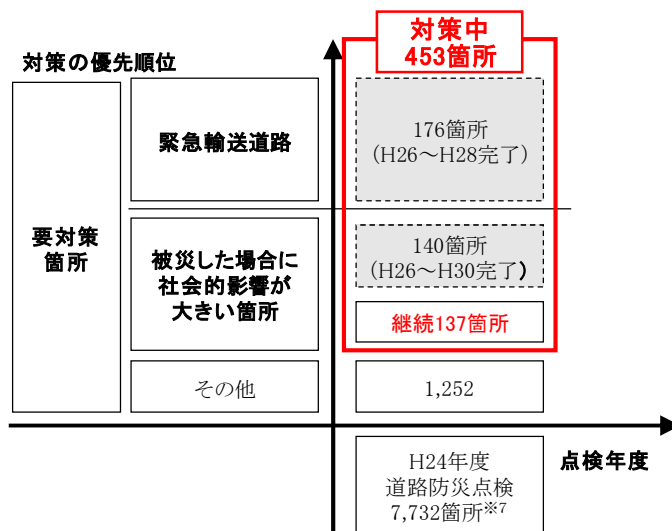 対策中
453箇所
対策の優先順位
緊急輸送道路
176箇所
（H26～H28完了）
要対策
箇所
被災した場合に
社会的影響が
大きい箇所
140箇所
（H26～H30完了）
継続137箇所
その他
1,252
点検年度
H24年度
道路防災点検
7,732箇所※7